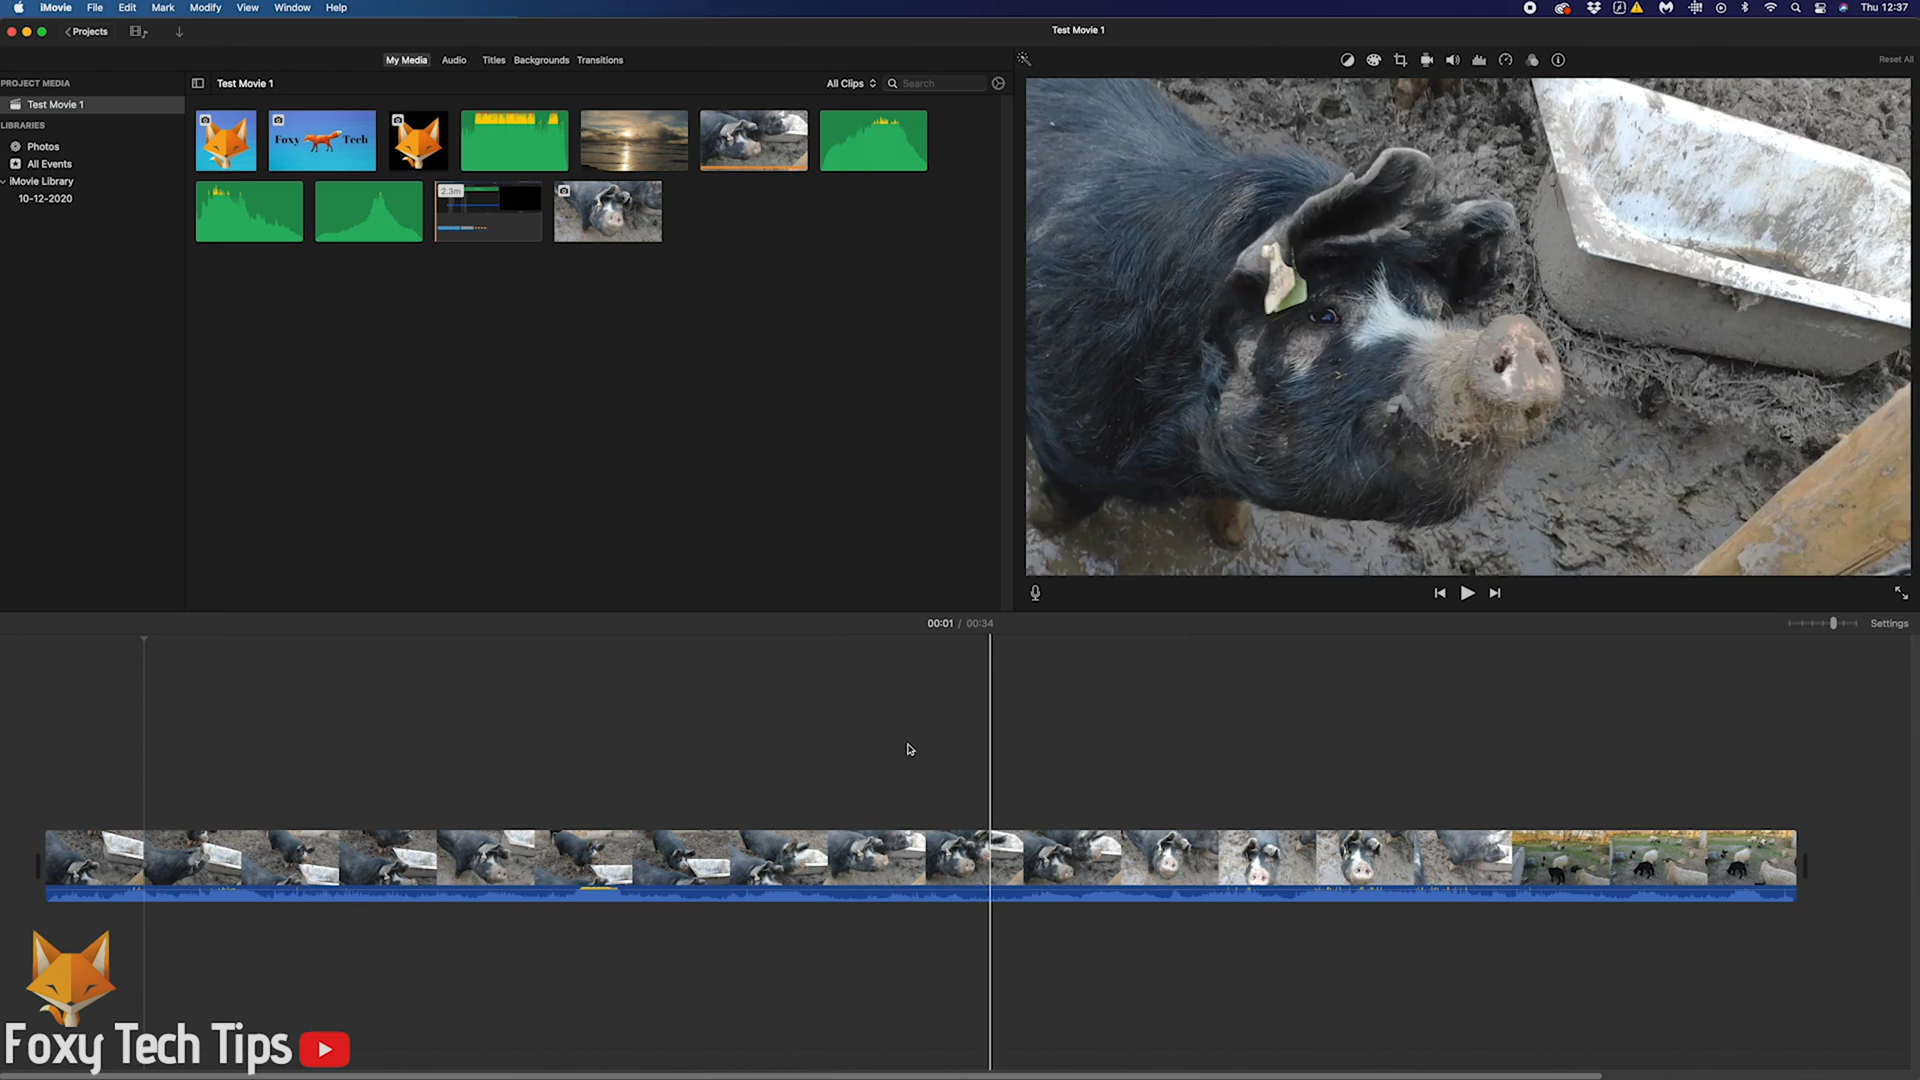 iMovie File Edit Mark Modify View Window Help Thu 12:37
Projects Test Movie 1
My Media Audio Titles Backgrounds Transitions Reset All
PROJECT MEDIA Test Movie 1 All Clips Search
Test Movie 1
LIBRARIES
Photos
All Events
iMovie Library
10-12-2020
Foxy Tech
2.3m
00:01 / 00:34 Settings
Foxy Tech Tips